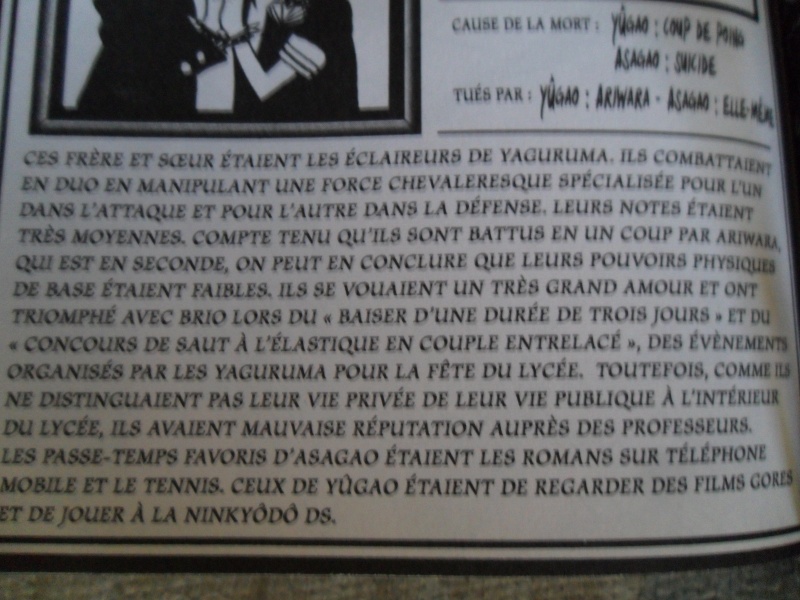 CAUSE DE LA MORT : YÛGAO : COUP DE POING
ASAGAO : SUICIDE
TUÉS PAR : YÛGAO : ARIWARA - ASAGAO : ELLE-MÊME
CES FRÈRE ET SŒUR ÉTAIENT LES ÉCLAIREURS DE YAGURUMA. ILS COMBATTAIENT
EN DUO EN MANIPULANT UNE FORCE CHEVALERESQUE SPÉCIALISÉE POUR L'UN
DANS L'ATTAQUE ET POUR L'AUTRE DANS LA DÉFENSE. LEURS NOTES ÉTAIENT
TRÈS MOYENNES. COMPTE TENU QU'ILS SONT BATTUS EN UN COUP PAR ARIWARA,
QUI EST EN SECONDE, ON PEUT EN CONCLURE QUE LEURS POUVOIRS PHYSIQUES
DE BASE ÉTAIENT FAIBLES. ILS SE VOUAIENT UN TRÈS GRAND AMOUR ET ONT
TRIOMPHÉ AVEC BRIO LORS DU « BAISER D'UNE DURÉE DE TROIS JOURS » ET DU
« CONCOURS DE SAUT À L'ÉLASTIQUE EN COUPLE ENTRELACÉ », DES ÉVÈNEMENTS
ORGANISÉS PAR LES YAGURUMA POUR LA FÊTE DU LYCÉE. TOUTEFOIS, COMME ILS
NE DISTINGUAIENT PAS LEUR VIE PRIVÉE DE LEUR VIE PUBLIQUE À L'INTÉRIEUR
DU LYCÉE, ILS AVAIENT MAUVAISE RÉPUTATION AUPRÈS DES PROFESSEURS.
LES PASSE-TEMPS FAVORIS D'ASAGAO ÉTAIENT LES ROMANS SUR TÉLÉPHONE
MOBILE ET LE TENNIS. CEUX DE YÛGAO ÉTAIENT DE REGARDER DES FILMS GORES
ET DE JOUER À LA NINKYÔDÔ DS.